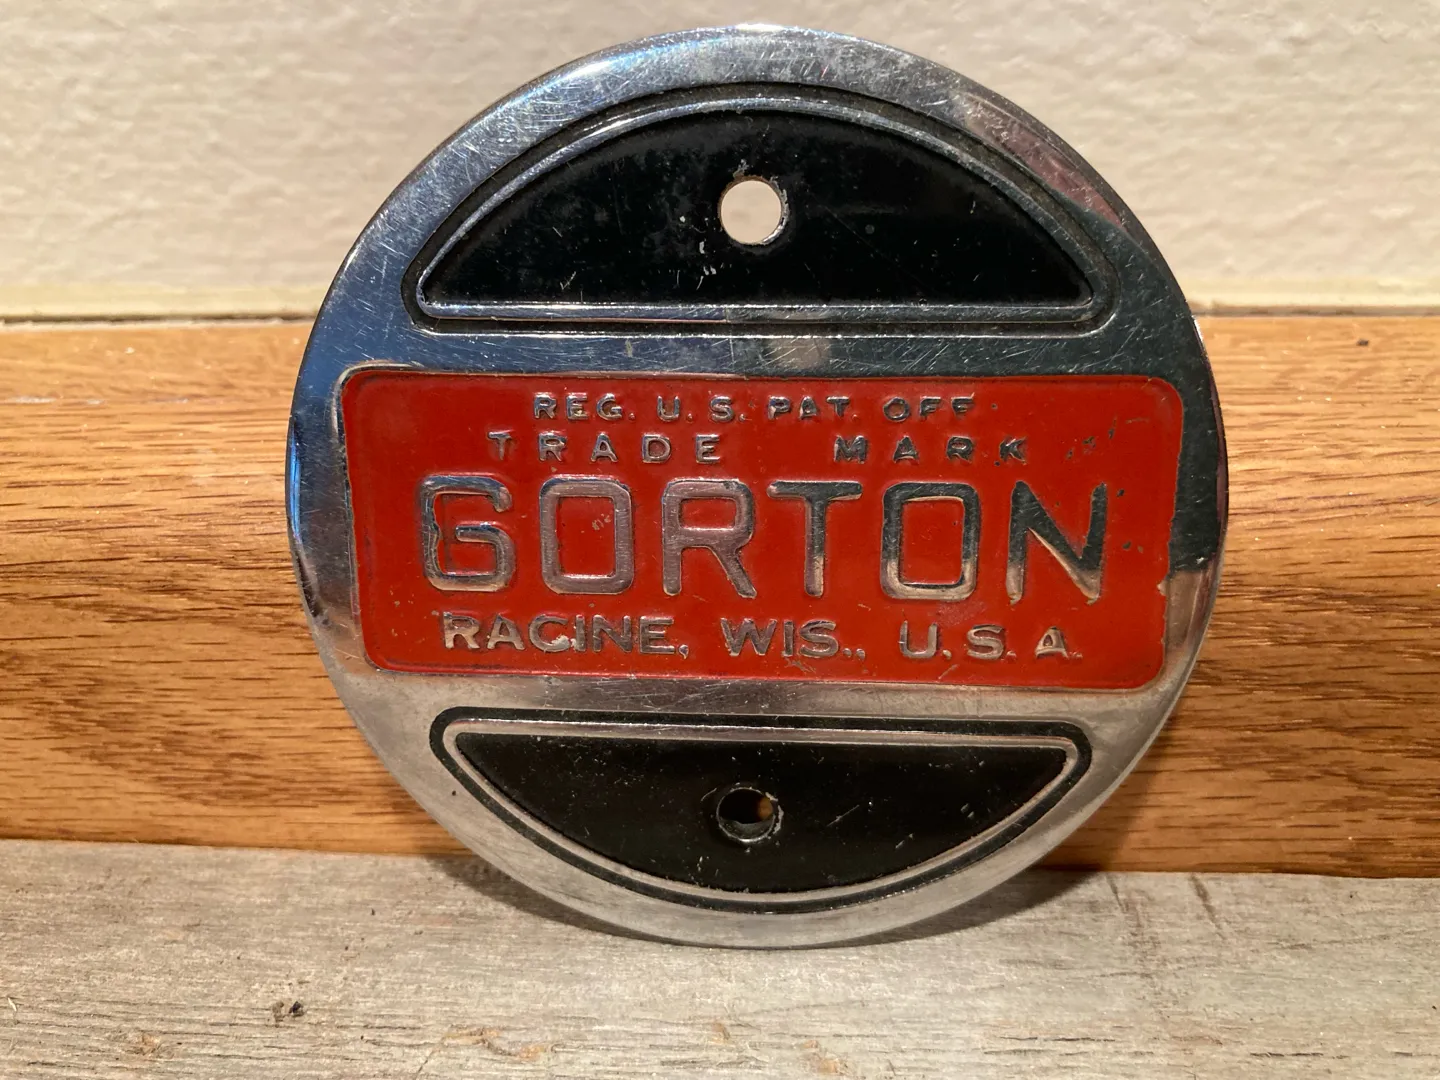 REG. U. S. PAT. OFF.
TRADE MARK
GORTON
RACINE, WIS., U.S.A.